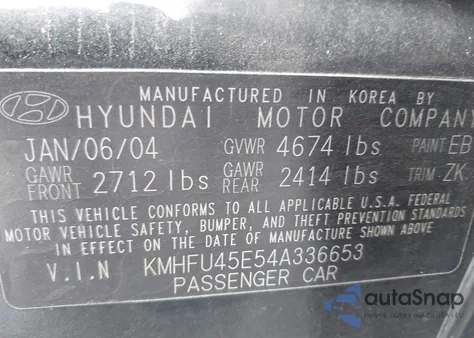 MANUFACTURED IN KOREA BY
HYUNDAI MOTOR COMPANY
JAN/06/04 GVWR 4674 lbs PAINT EB
GAWR FRONT 2712 lbs GAWR REAR 2414 lbs TRIM ZK
THIS VEHICLE CONFORMS TO ALL APPLICABLE U.S.A. FEDERAL
MOTOR VEHICLE SAFETY, BUMPER, AND THEFT PREVENTION STANDARDS
IN EFFECT ON THE DATE OF MANUFACTURE SHOWN ABOVE.
V.I.N KMHFU45E54A336653
PASSENGER CAR
autoSnap